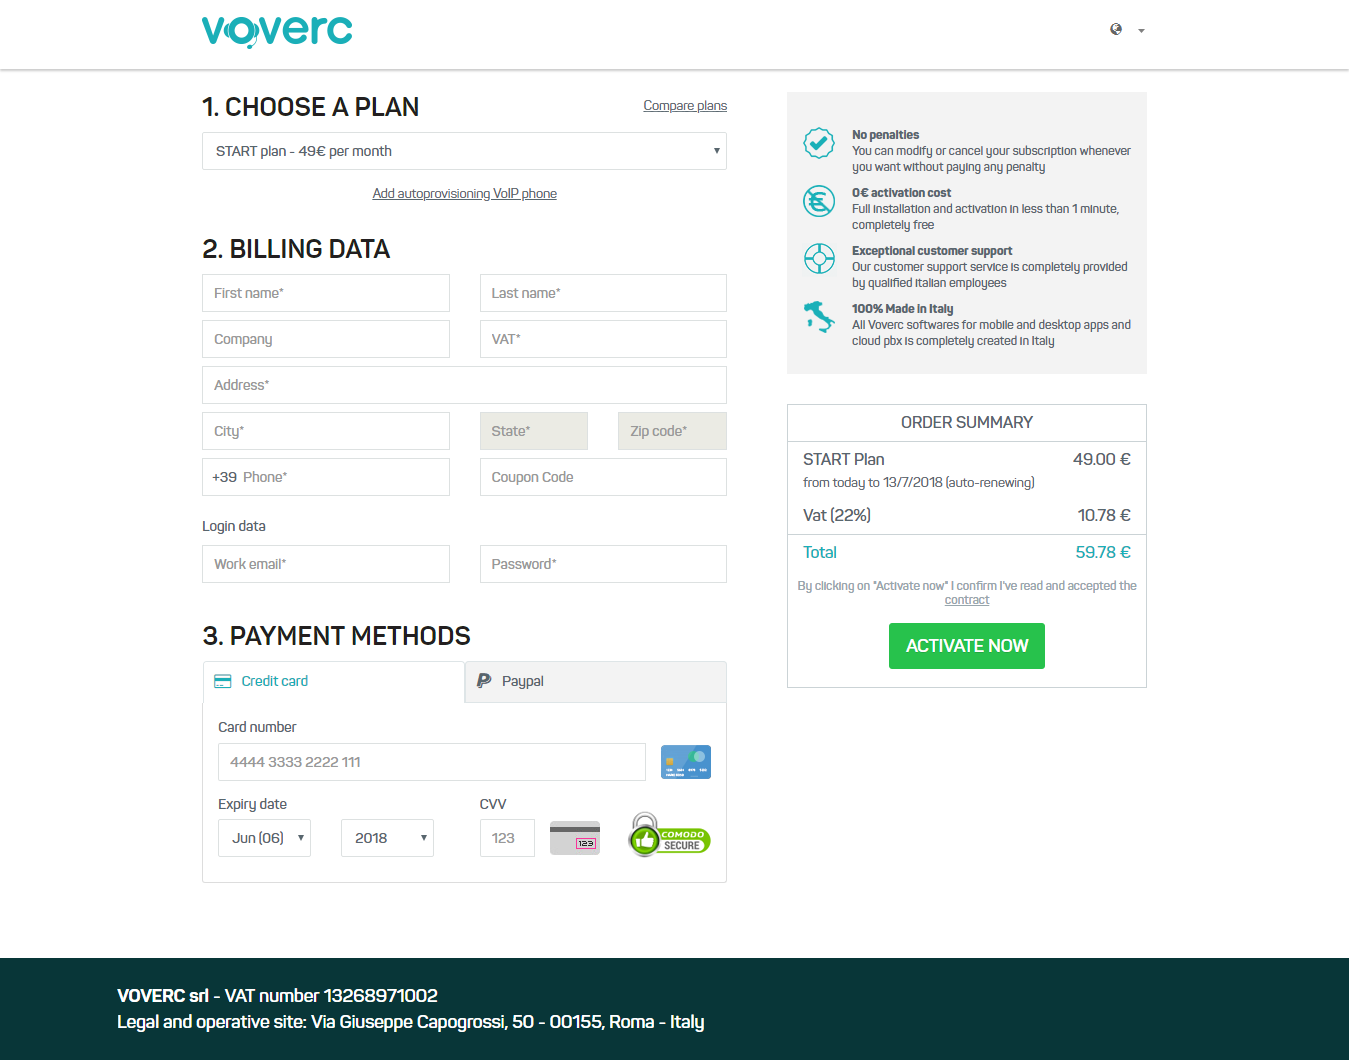 voverc
1. CHOOSE A PLAN
Compare plans
START plan - 49€ per month
Add autoprovisioning VoIP phone
2. BILLING DATA
First name*
Last name*
Company
VAT*
Address*
City*
State*
Zip code*
+39 Phone*
Coupon Code
Login data
Work email*
Password*
3. PAYMENT METHODS
Credit card
Paypal
Card number
4444 3333 2222 111
Expiry date
CVV
Jun (06)
2018
123
123
COMODO
SECURE
No penalties
You can modify or cancel your subscription whenever
you want without paying any penalty
0€ activation cost
Full installation and activation in less than 1 minute,
completely free
Exceptional customer support
Our customer support service is completely provided
by qualified italian employees
100% Made in Italy
All Voverc softwares for mobile and desktop apps and
cloud pbx is completely created in Italy
ORDER SUMMARY
START Plan 49.00 €
from today to 13/7/2018 (auto-renewing)
Vat (22%) 10.78 €
Total 59.78 €
By clicking on "Activate now" I confirm I've read and accepted the
contract
ACTIVATE NOW
VOVERC srl - VAT number 13268971002
Legal and operative site: Via Giuseppe Capogrossi, 50 - 00155, Roma - Italy